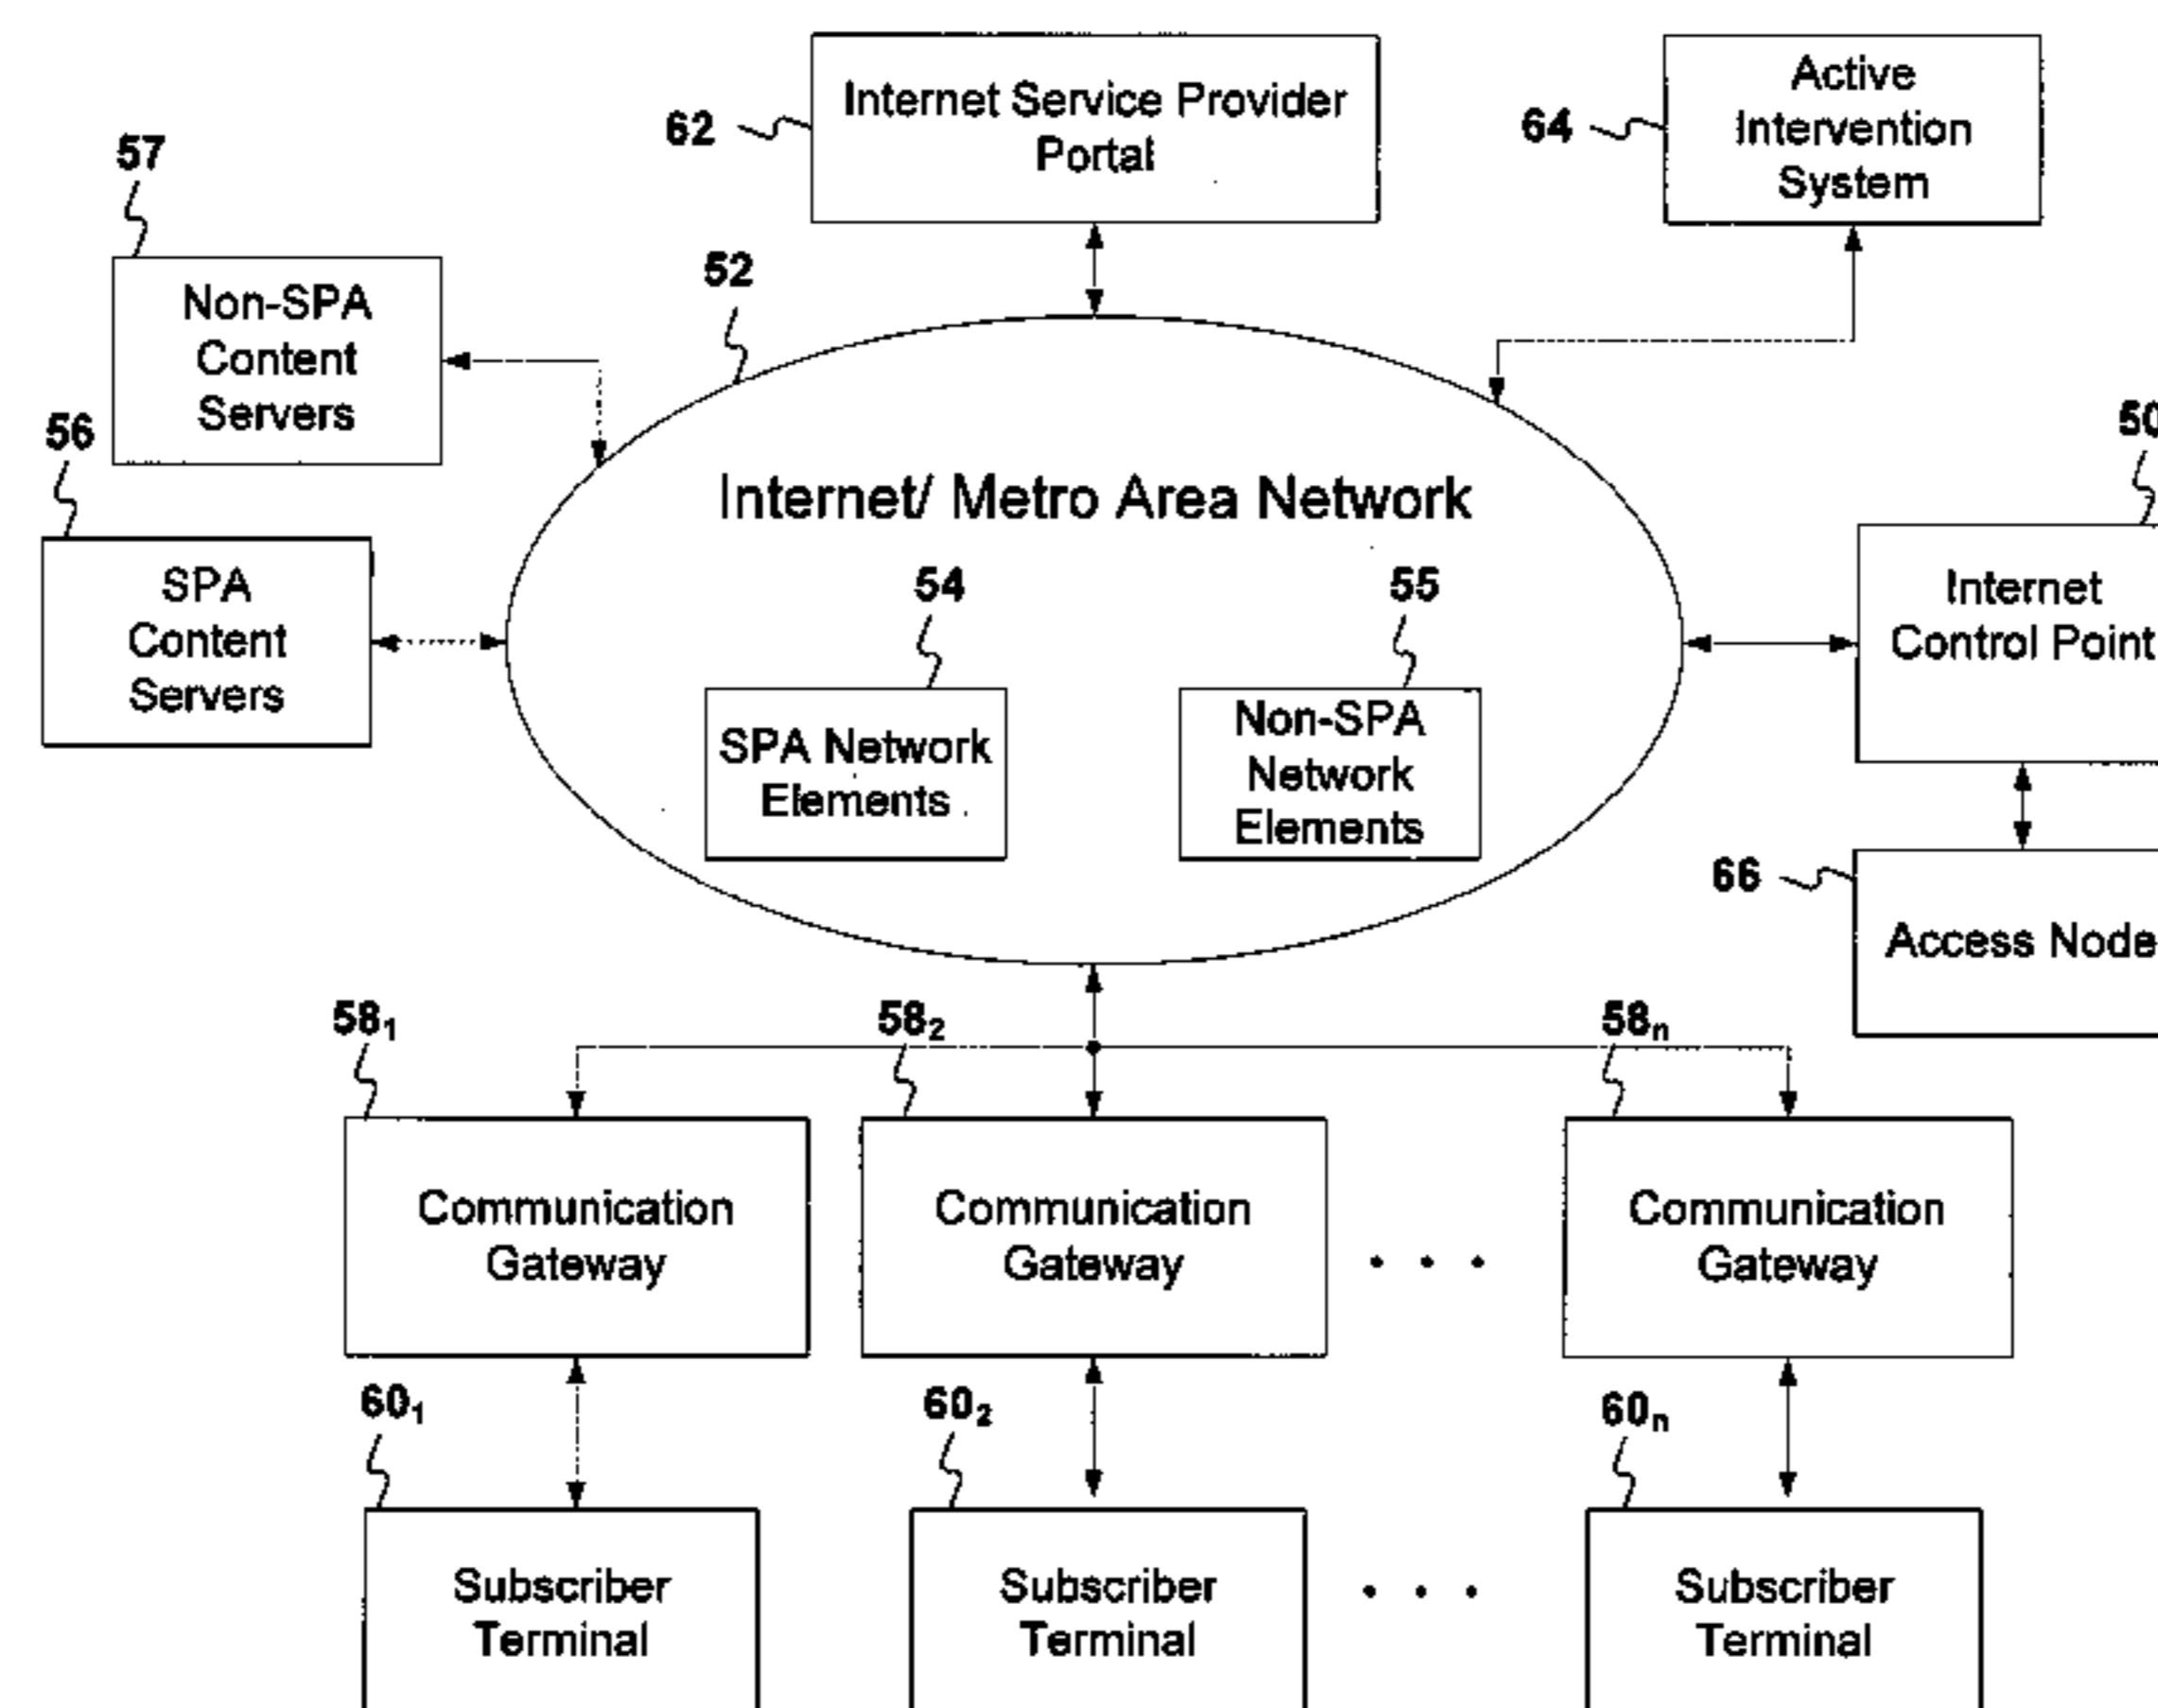 Internet Service Provider
Portal
62
Active
Intervention
System
64
57
Non-SPA
Content
Servers
52
56
SPA
Content
Servers
Internet/ Metro Area Network
54
SPA Network
Elements
55
Non-SPA
Network
Elements
50
Internet
Control Point
66
Access Node
58₁
58₂
58ₙ
Communication
Gateway
Communication
Gateway
. . .
Communication
Gateway
60₁
60₂
60ₙ
Subscriber
Terminal
Subscriber
Terminal
. . .
Subscriber
Terminal